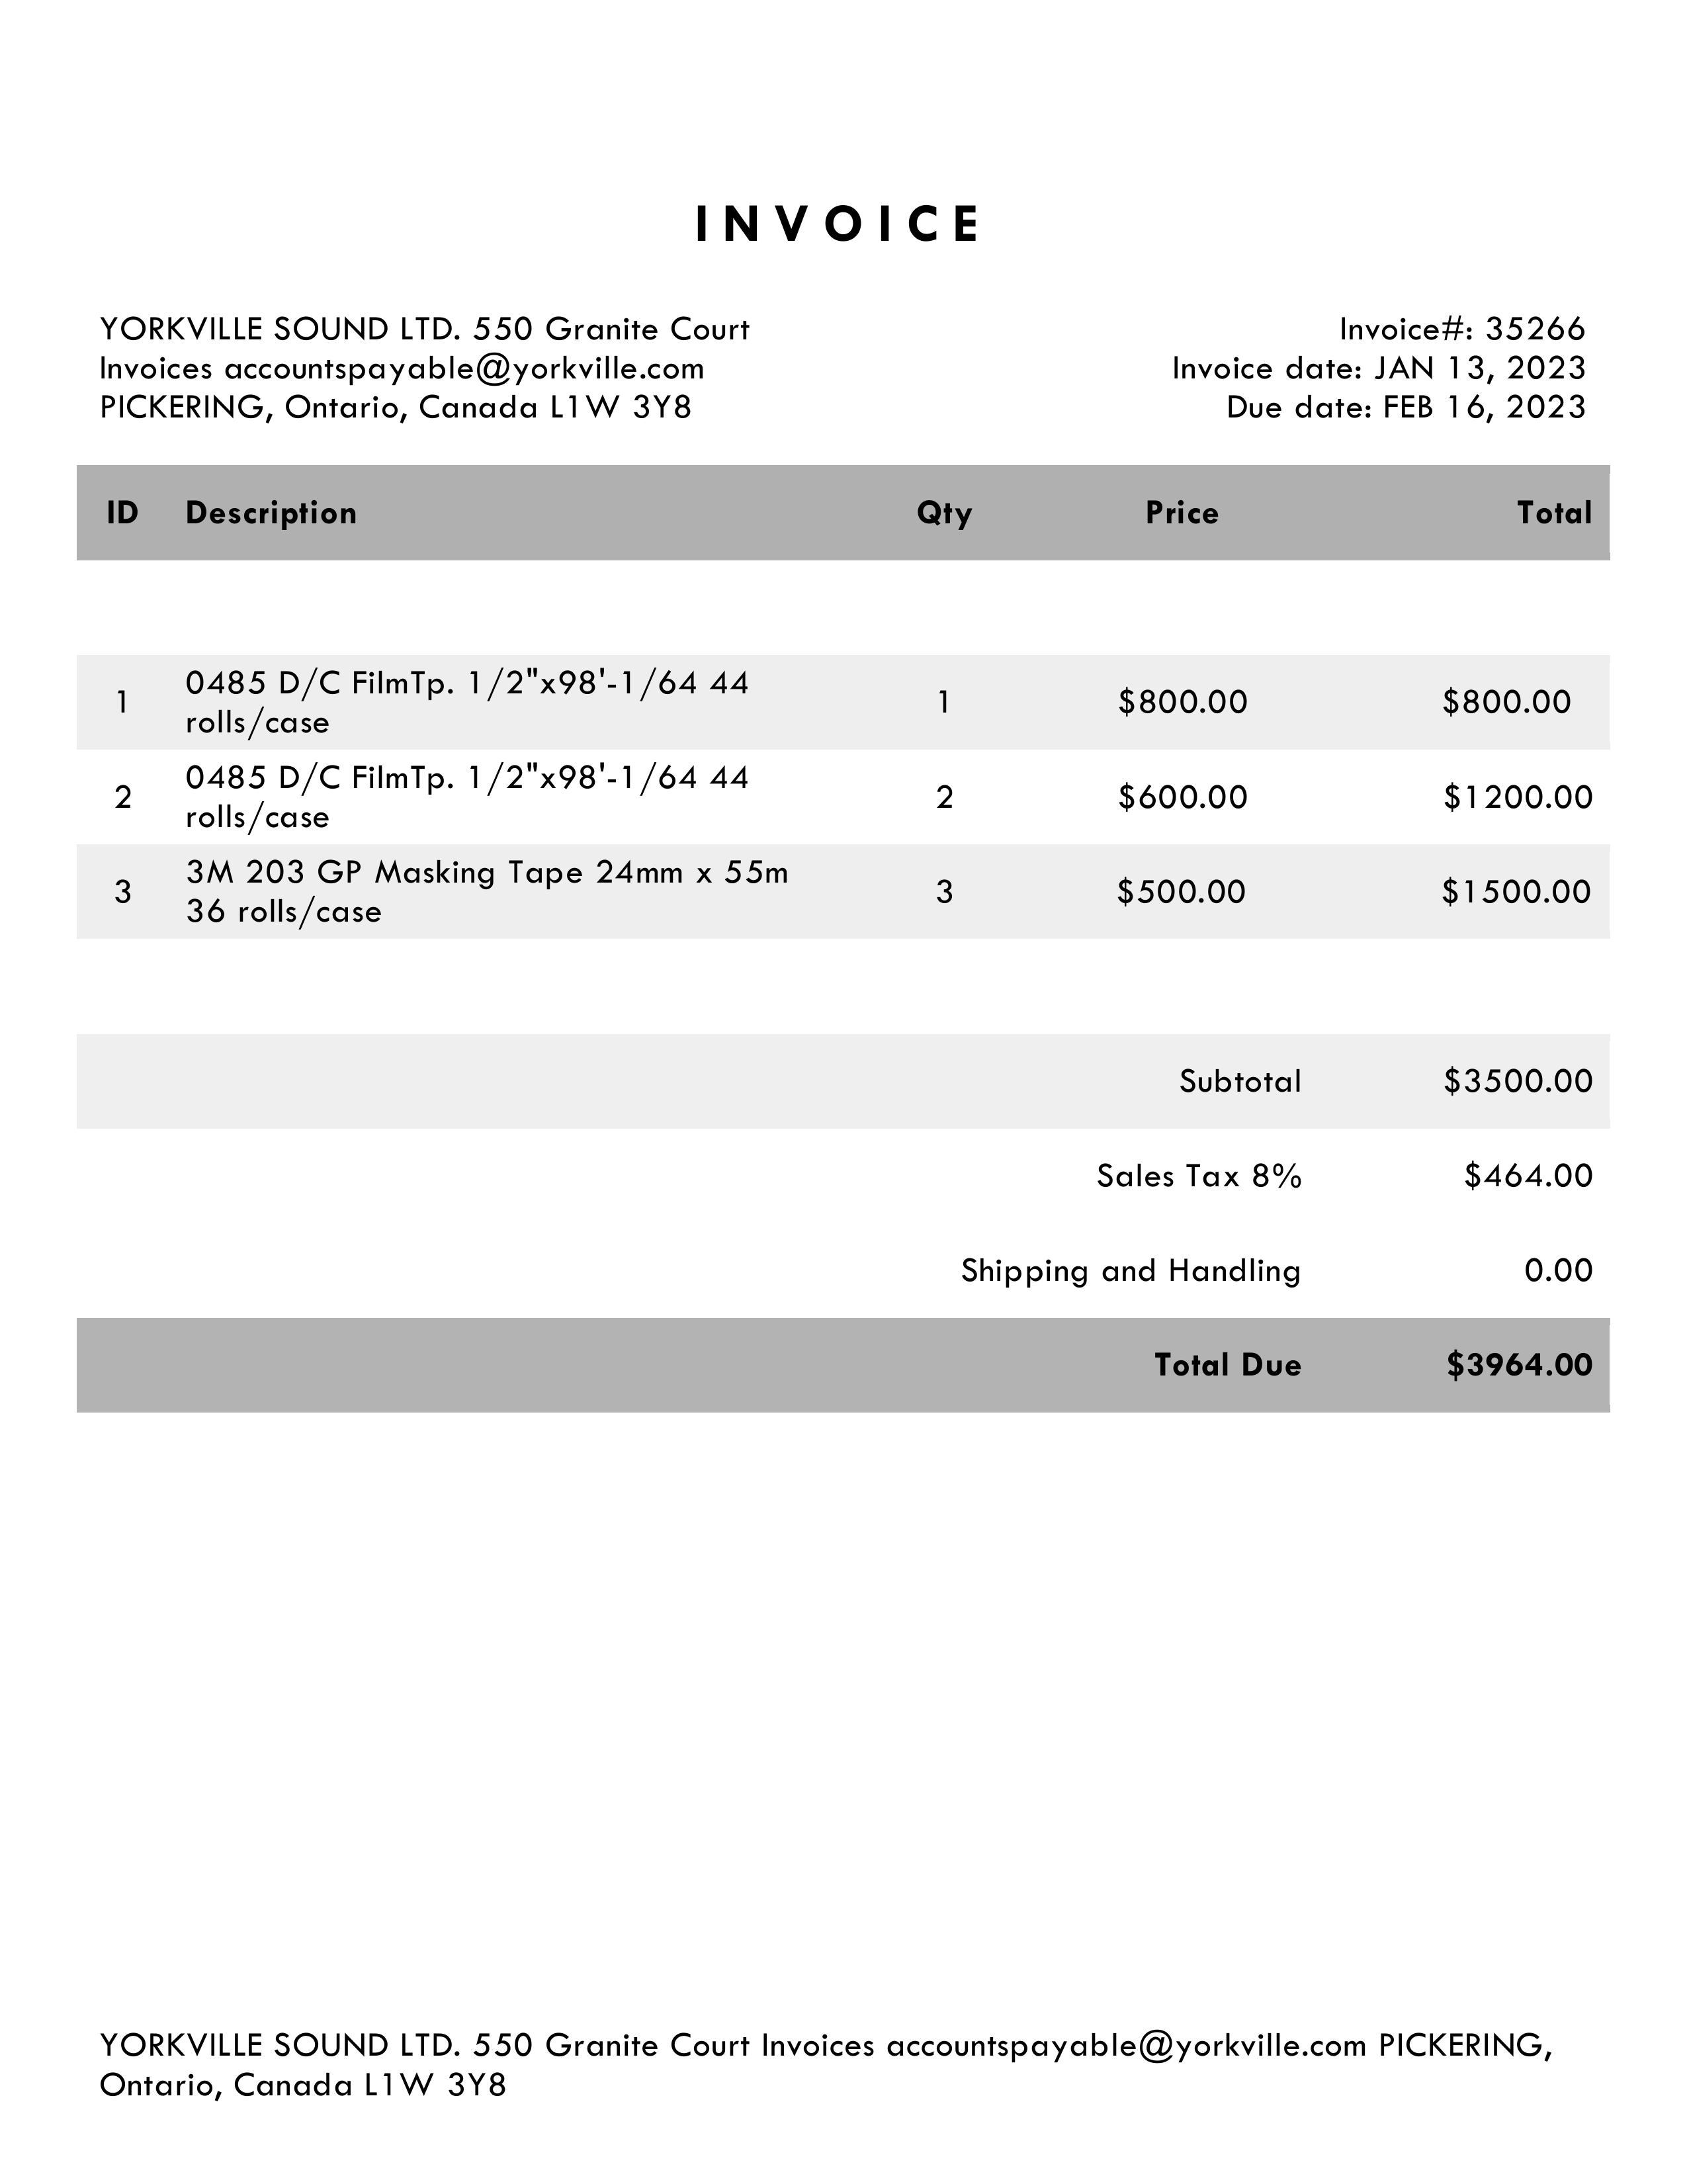 INVOICE
YORKVILLE SOUND LTD. 550 Granite Court
Invoices accountspayable@yorkville.com
PICKERING, Ontario, Canada L1W 3Y8
Invoice#: 35266
Invoice date: JAN 13, 2023
Due date: FEB 16, 2023
ID Description Qty Price Total
1 0485 D/C FilmTp. 1/2"x98'-1/64 44 1 $800.00 $800.00
rolls/case
2 0485 D/C FilmTp. 1/2"x98'-1/64 44 2 $600.00 $1200.00
rolls/case
3 3M 203 GP Masking Tape 24mm x 55m 3 $500.00 $1500.00
36 rolls/case
Subtotal $3500.00
Sales Tax 8% $464.00
Shipping and Handling 0.00
Total Due $3964.00
YORKVILLE SOUND LTD. 550 Granite Court Invoices accountspayable@yorkville.com PICKERING,
Ontario, Canada L1W 3Y8